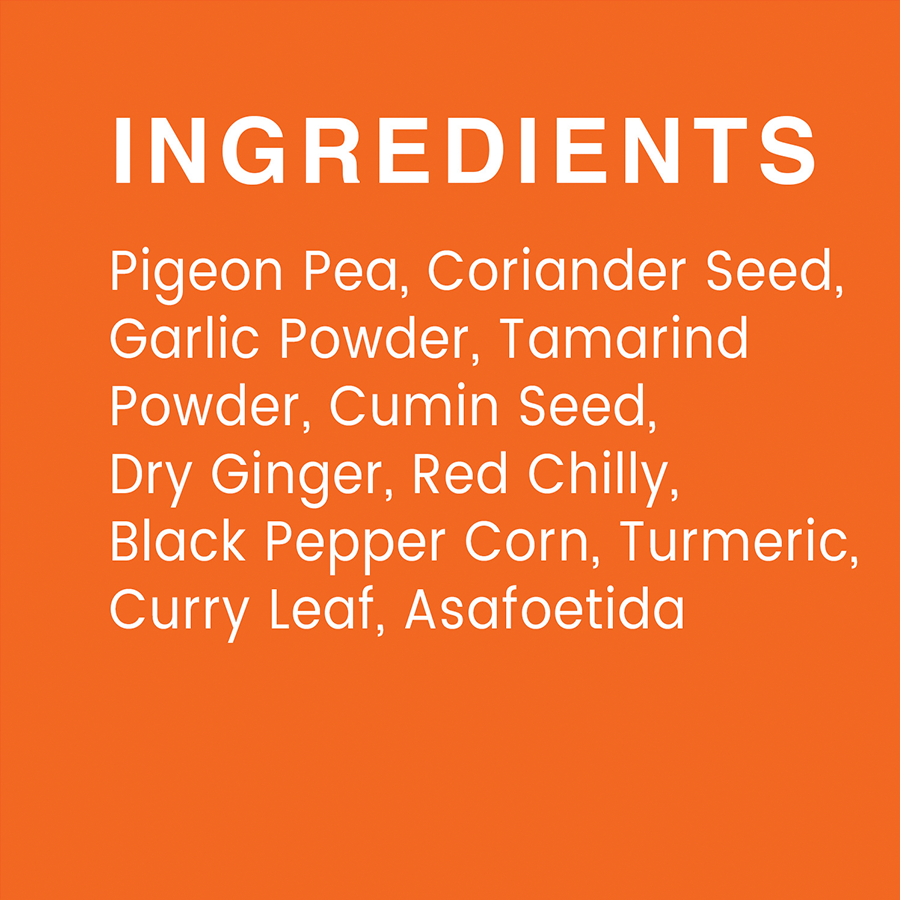 INGREDIENTS
Pigeon Pea, Coriander Seed,
Garlic Powder, Tamarind
Powder, Cumin Seed,
Dry Ginger, Red Chilly,
Black Pepper Corn, Turmeric,
Curry Leaf, Asafoetida